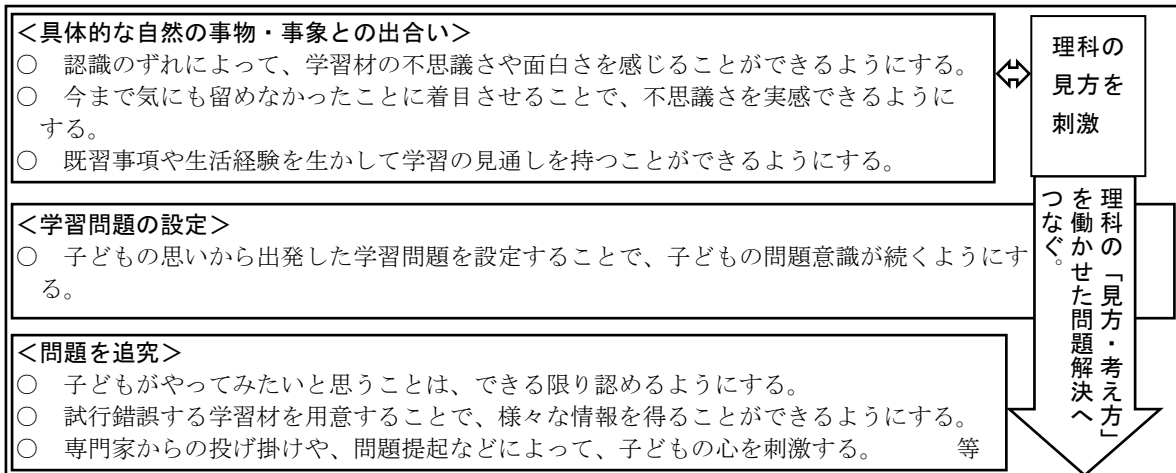 ＜具体的な自然の事物・事象との出合い＞
○　認識のずれによって、学習材の不思議さや面白さを感じることができるようにする。
○　今まで気にも留めなかったことに着目させることで、不思議さを実感できるように
する。
○　既習事項や生活経験を生かして学習の見通しを持つことができるようにする。
理科の
見方を
刺激
＜学習問題の設定＞
○　子どもの思いから出発した学習問題を設定することで、子どもの問題意識が続くようにす
る。
理科の「見方・考え方」
を働かせた問題解決へ
つなぐ。
＜問題を追究＞
○　子どもがやってみたいと思うことは、できる限り認めるようにする。
○　試行錯誤する学習材を用意することで、様々な情報を得ることができるようにする。
○　専門家からの投げ掛けや、問題提起などによって、子どもの心を刺激する。　　　等